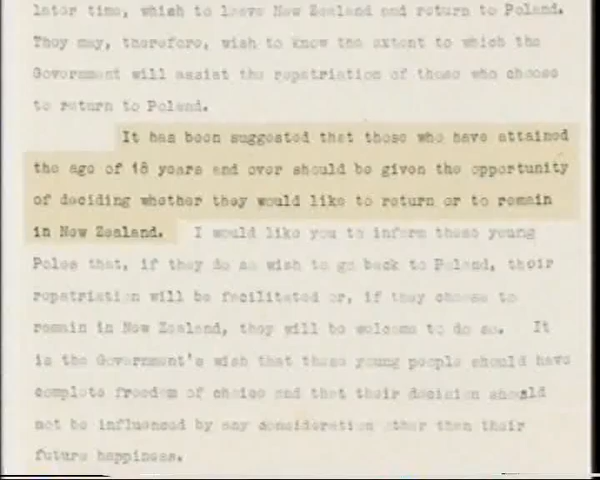 later time, whish to leave New Zealand and return to Poland.
They may, therefore, wish to know the extent to which the
Government will assist the repatriation of those who choose
to return to Poland.
It has been suggested that those who have attained
the age of 18 years and over should be given the opportunity
of deciding whether they would like to return or to remain
in New Zealand. I would like you to inform these young
Poles that, if they do so wish to go back to Poland, their
repatriation will be facilitated or, if they choose to
remain in New Zealand, they will be welcome to do so. It
is the Government's wish that these young people should have
complete freedom of choice and that their decision should
not be influenced by any consideration other than their
future happiness.